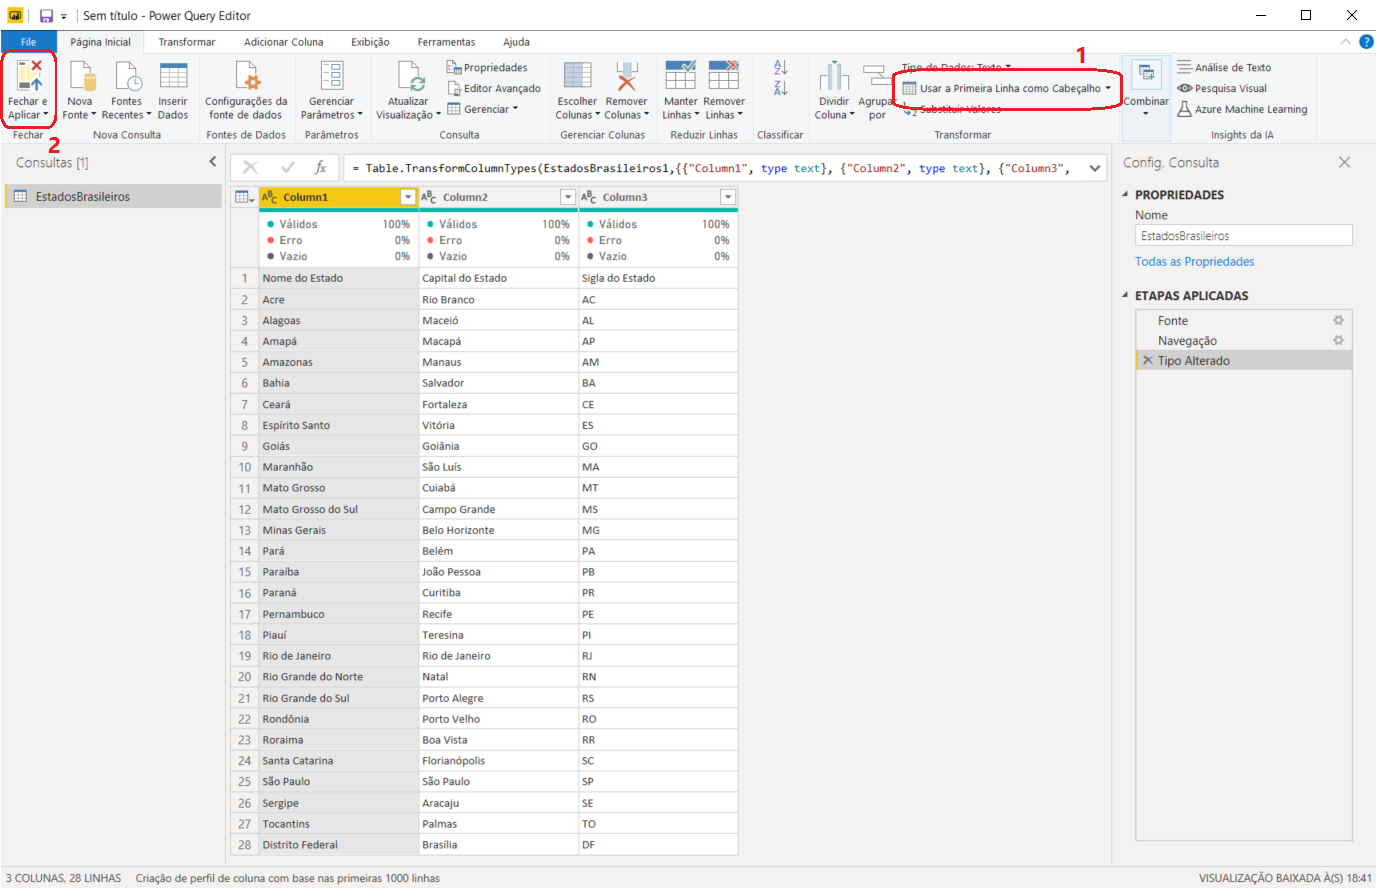 Sem título - Power Query Editor
File Página Inicial Transformar Adicionar Coluna Exibição Ferramentas Ajuda
1
2
Fechar e Aplicar
Fechar
Nova Fonte
Fontes Recentes
Inserir Dados
Nova Consulta
Configurações da fonte de dados
Fontes de Dados
Gerenciar Parâmetros
Parâmetros
Atualizar Visualização
Propriedades
Editor Avançado
Gerenciar
Consulta
Escolher Colunas
Remover Colunas
Gerenciar Colunas
Manter Linhas
Remover Linhas
Reduzir Linhas
Classificar
Dividir Coluna
Agrupar por
Tipo de Dados: Texto
Usar a Primeira Linha como Cabeçalho
Substituir Valores
Transformar
Combinar
Análise de Texto
Pesquisa Visual
Azure Machine Learning
Insights da IA
Consultas [1]
EstadosBrasileiros
fx = Table.TransformColumnTypes(EstadosBrasileiros1,{{"Column1", type text}, {"Column2", type text}, {"Column3",
ABC Column1 ABC Column2 ABC Column3
Válidos 100% Válidos 100% Válidos 100%
Erro 0% Erro 0% Erro 0%
Vazio 0% Vazio 0% Vazio 0%
1 Nome do Estado Capital do Estado Sigla do Estado
2 Acre Rio Branco AC
3 Alagoas Maceió AL
4 Amapá Macapá AP
5 Amazonas Manaus AM
6 Bahia Salvador BA
7 Ceará Fortaleza CE
8 Espírito Santo Vitória ES
9 Goiás Goiânia GO
10 Maranhão São Luís MA
11 Mato Grosso Cuiabá MT
12 Mato Grosso do Sul Campo Grande MS
13 Minas Gerais Belo Horizonte MG
14 Pará Belém PA
15 Paraíba João Pessoa PB
16 Paraná Curitiba PR
17 Pernambuco Recife PE
18 Piauí Teresina PI
19 Rio de Janeiro Rio de Janeiro RJ
20 Rio Grande do Norte Natal RN
21 Rio Grande do Sul Porto Alegre RS
22 Rondônia Porto Velho RO
23 Roraima Boa Vista RR
24 Santa Catarina Florianópolis SC
25 São Paulo São Paulo SP
26 Sergipe Aracaju SE
27 Tocantins Palmas TO
28 Distrito Federal Brasília DF
Config. Consulta
PROPRIEDADES
Nome
EstadosBrasileiros
Todas as Propriedades
ETAPAS APLICADAS
Fonte
Navegação
Tipo Alterado
3 COLUNAS, 28 LINHAS Criação de perfil de coluna com base nas primeiras 1000 linhas VISUALIZAÇÃO BAIXADA À(S) 18:41